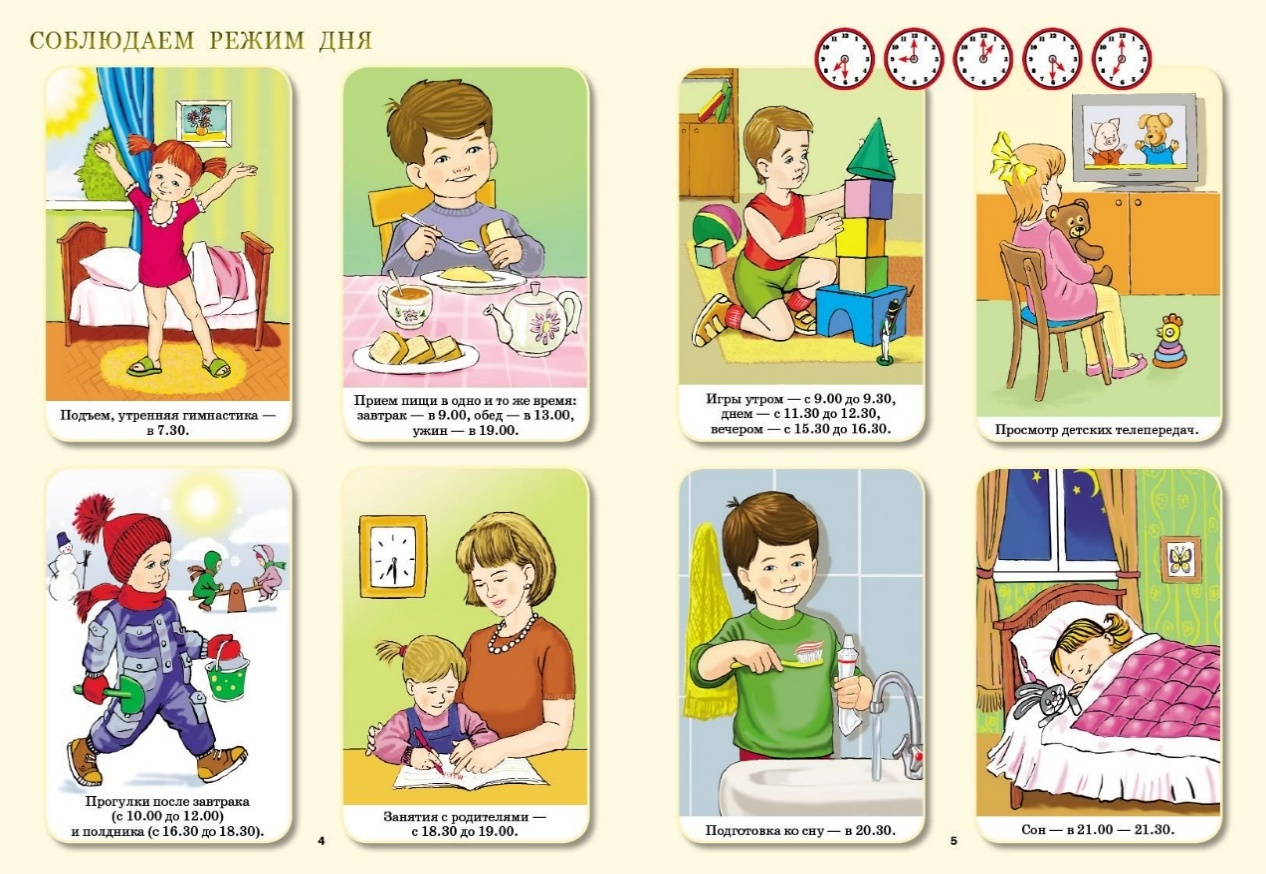 СОБЛЮДАЕМ РЕЖИМ ДНЯ
Подъем, утренняя гимнастика —
в 7.30.
Прием пищи в одно и то же время:
завтрак — в 9.00, обед — в 13.00,
ужин — в 19.00.
Игры утром — с 9.00 до 9.30,
днем — с 11.30 до 12.30,
вечером — с 15.30 до 16.30.
Просмотр детских телепередач.
Прогулки после завтрака
(с 10.00 до 12.00)
и полдника (с 16.30 до 18.30).
Занятия с родителями —
с 18.30 до 19.00.
Подготовка ко сну — в 20.30.
Сон — в 21.00 — 21.30.
4
5